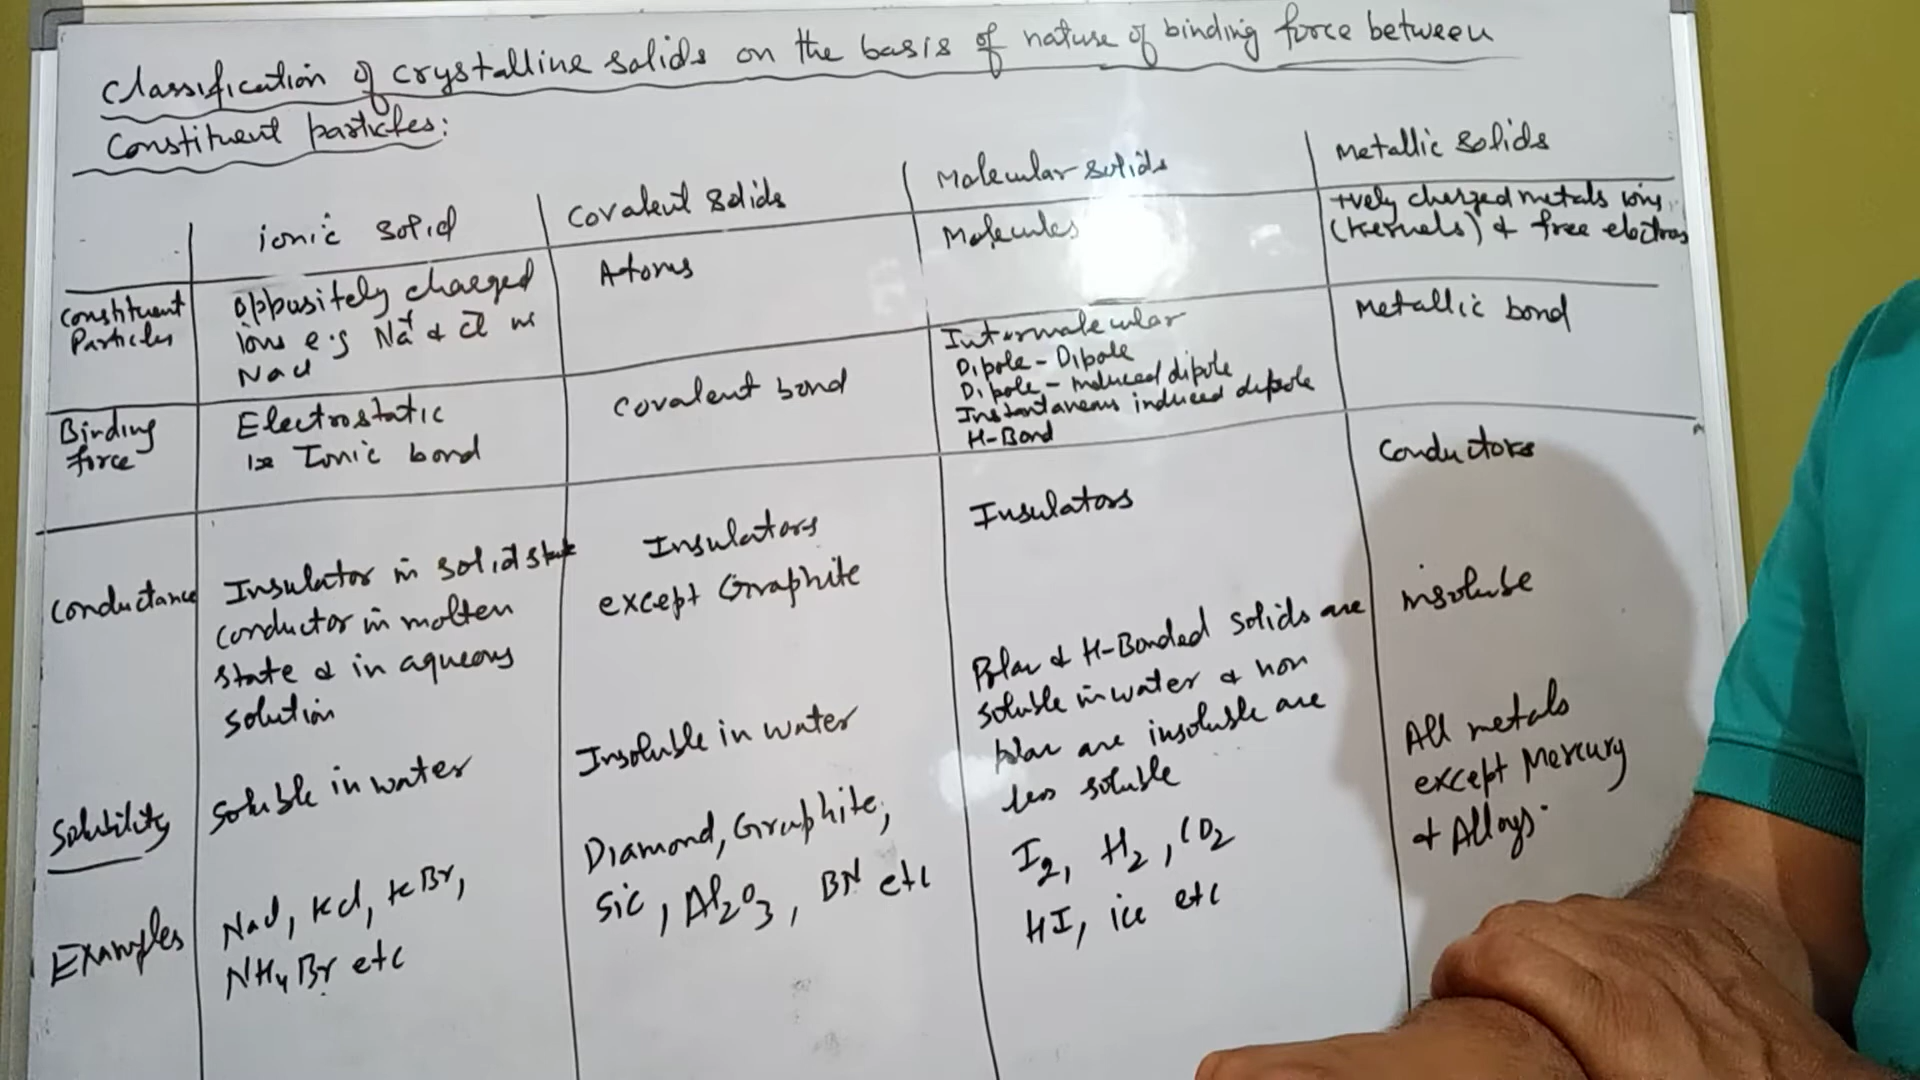 Classification of crystalline solids on the basis of nature of binding force between
Constituent particles:
ionic solid
Covalent solids
Molecular solids
Metallic solids
Constituent
Particles
oppusitely charged
ions e.g Na+ & Cl- in
NaCl
Atoms
Molecules
+vely charged metals ions
(Kernels) & free electrons
Binding
force
Electrostatic
ie Ionic bond
Covalent bond
Intermolecular
Dipole - Dipole
Dipole - induced dipole
Instantaneous induced dipole
H-Bond
Metallic bond
Conductance
Insulator in solid state
conductor in molten
state & in aqueous
solution
Insulators
except Graphite
Insulators
Conductors
Solubility
Soluble in water
Insoluble in water
Polar & H-Bonded solids are
soluble in water & non
polar are insoluble are
less soluble
insoluble
Examples
NaCl, KCl, KBr,
NH4Br etc
Diamond, Graphite,
SiC, Al2O3, BN etc
I2, H2, CO2
HI, ice etc
All metals
except Mercury
& Alloys.